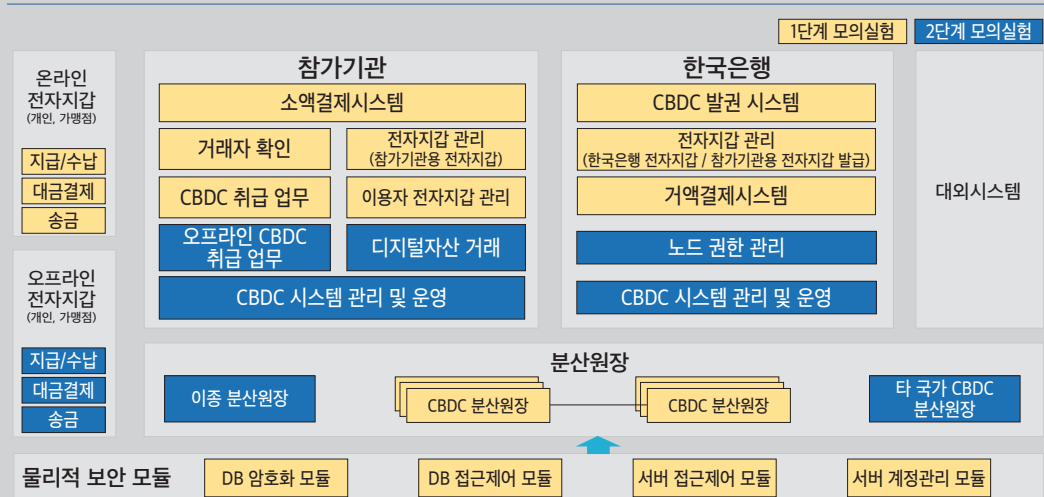 1단계 모의실험
2단계 모의실험
온라인
전자지갑
(개인, 가맹점)
지급/수납
대금결제
송금
오프라인
전자지갑
(개인, 가맹점)
지급/수납
대금결제
송금
참가기관
소액결제시스템
거래자 확인
전자지갑 관리
(참가기관용 전자지갑)
CBDC 취급 업무
이용자 전자지갑 관리
오프라인 CBDC
취급 업무
디지털자산 거래
CBDC 시스템 관리 및 운영
한국은행
CBDC 발권 시스템
전자지갑 관리
(한국은행 전자지갑 / 참가기관용 전자지갑 발급)
거액결제시스템
노드 권한 관리
CBDC 시스템 관리 및 운영
대외시스템
분산원장
이종 분산원장
CBDC 분산원장
CBDC 분산원장
타 국가 CBDC
분산원장
물리적 보안 모듈
DB 암호화 모듈
DB 접근제어 모듈
서버 접근제어 모듈
서버 계정관리 모듈